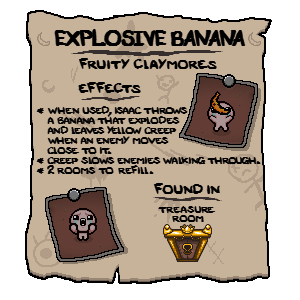 EXPLOSIVE BANANA
FRUITY CLAYMORES
EFFECTS
* WHEN USED, ISAAC THROWS
A BANANA THAT EXPLODES
AND LEAVES YELLOW CREEP
WHEN AN ENEMY MOVES
CLOSE TO IT.
* CREEP SLOWS ENEMIES WALKING THROUGH.
* 2 ROOMS TO REFILL.
FOUND IN
TREASURE
ROOM